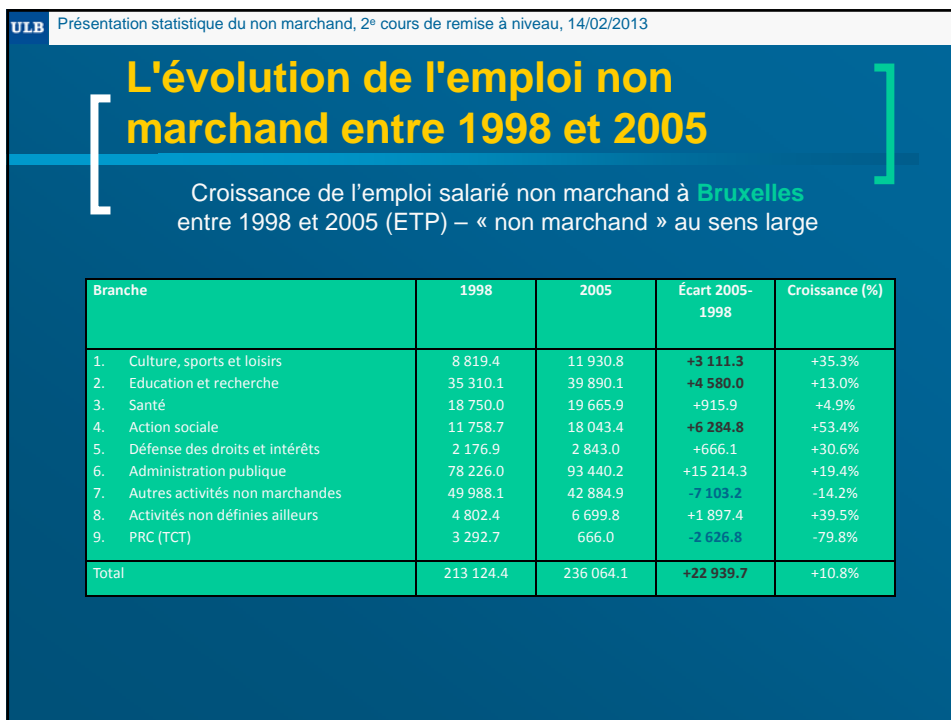 ULB Présentation statistique du non marchand, 2e cours de remise à niveau, 14/02/2013
L'évolution de l'emploi non
marchand entre 1998 et 2005
Croissance de l'emploi salarié non marchand à Bruxelles
entre 1998 et 2005 (ETP) – « non marchand » au sens large
Branche 1998 2005 Écart 2005- Croissance (%)
1998
1. Culture, sports et loisirs 8 819.4 11 930.8 +3 111.3 +35.3%
2. Education et recherche 35 310.1 39 890.1 +4 580.0 +13.0%
3. Santé 18 750.0 19 665.9 +915.9 +4.9%
4. Action sociale 11 758.7 18 043.4 +6 284.8 +53.4%
5. Défense des droits et intérêts 2 176.9 2 843.0 +666.1 +30.6%
6. Administration publique 78 226.0 93 440.2 +15 214.3 +19.4%
7. Autres activités non marchandes 49 988.1 42 884.9 -7 103.2 -14.2%
8. Activités non définies ailleurs 4 802.4 6 699.8 +1 897.4 +39.5%
9. PRC (TCT) 3 292.7 666.0 -2 626.8 -79.8%
Total 213 124.4 236 064.1 +22 939.7 +10.8%